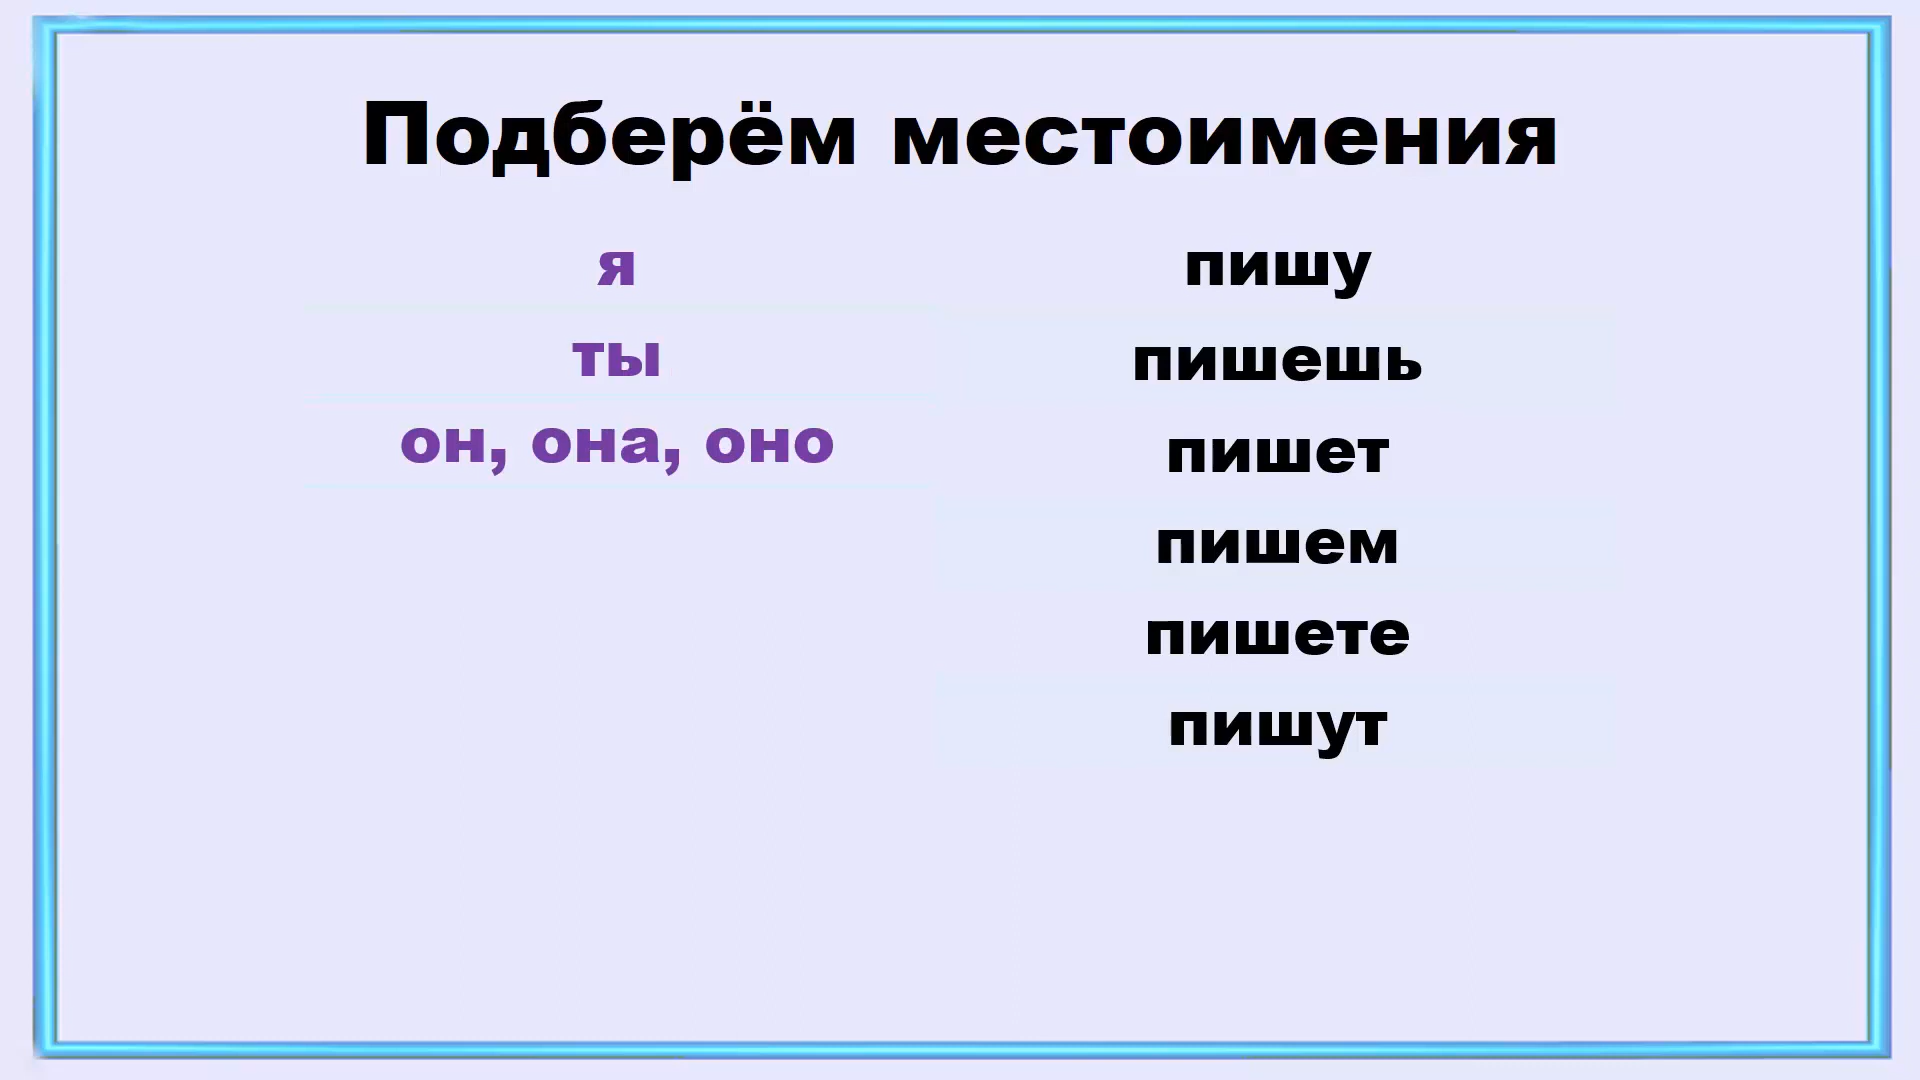 Подберём местоимения
я пишу
ты пишешь
он, она, оно пишет
пишем
пишете
пишут